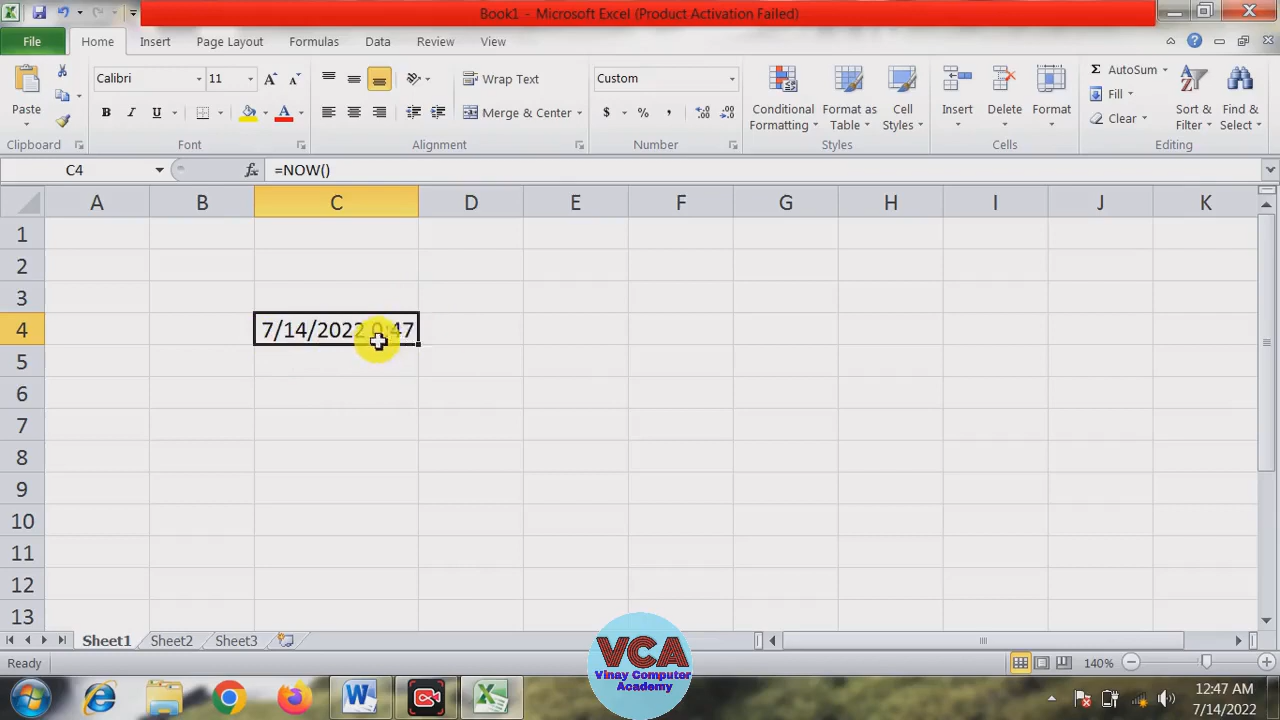 Book1 - Microsoft Excel (Product Activation Failed)
File Home Insert Page Layout Formulas Data Review View
Paste
Calibri 11
B I U A
Wrap Text
Merge & Center
Custom
$ % ,
Conditional Formatting
Format as Table
Cell Styles
Insert
Delete
Format
Σ AutoSum
Fill
Clear
Sort & Filter
Find & Select
Clipboard Font Alignment Number Styles Cells Editing
C4 fx =NOW()
A B C D E F G H I J K
1
2
3
4 7/14/2022 0:47
5
6
7
8
9
10
11
12
13
Sheet1 Sheet2 Sheet3
Ready 140%
VCA
Vinay Computer
Academy
12:47 AM
7/14/2022